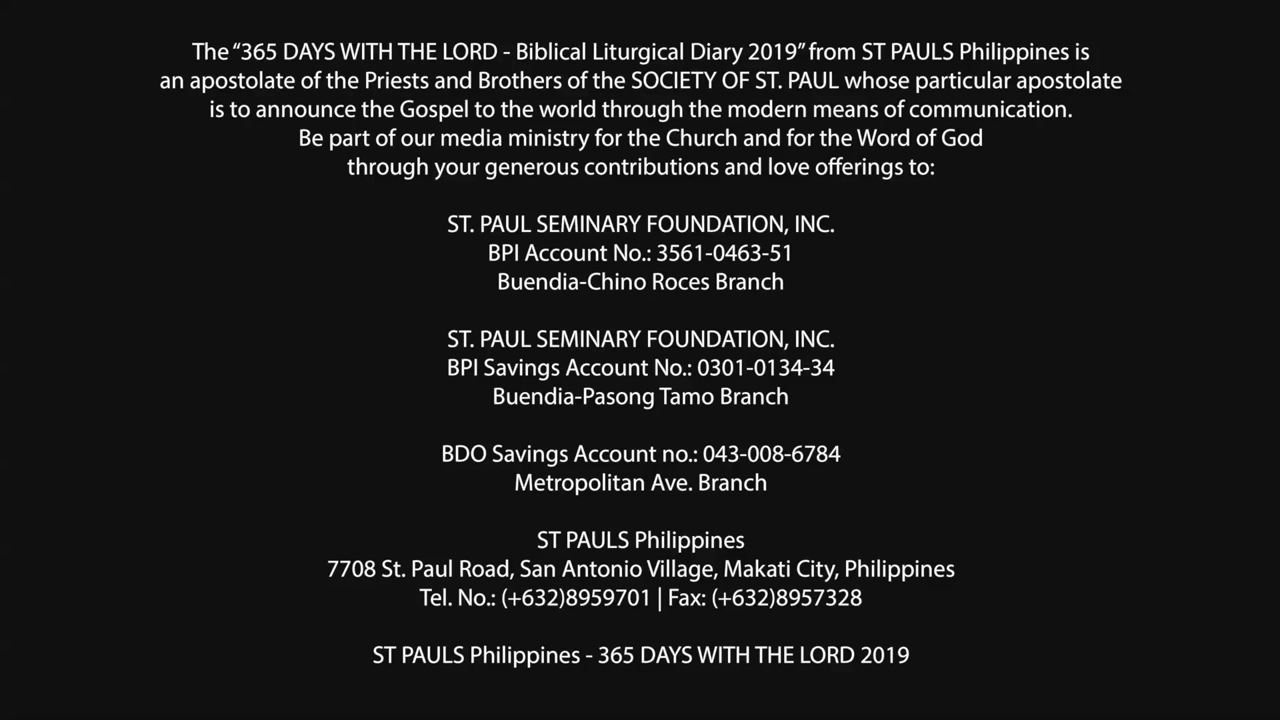 The “365 DAYS WITH THE LORD - Biblical Liturgical Diary 2019” from ST PAULS Philippines is
an apostolate of the Priests and Brothers of the SOCIETY OF ST. PAUL whose particular apostolate
is to announce the Gospel to the world through the modern means of communication.
Be part of our media ministry for the Church and for the Word of God
through your generous contributions and love offerings to:
ST. PAUL SEMINARY FOUNDATION, INC.
BPI Account No.: 3561-0463-51
Buendia-Chino Roces Branch
ST. PAUL SEMINARY FOUNDATION, INC.
BPI Savings Account No.: 0301-0134-34
Buendia-Pasong Tamo Branch
BDO Savings Account no.: 043-008-6784
Metropolitan Ave. Branch
ST PAULS Philippines
7708 St. Paul Road, San Antonio Village, Makati City, Philippines
Tel. No.: (+632)8959701 | Fax: (+632)8957328
ST PAULS Philippines - 365 DAYS WITH THE LORD 2019